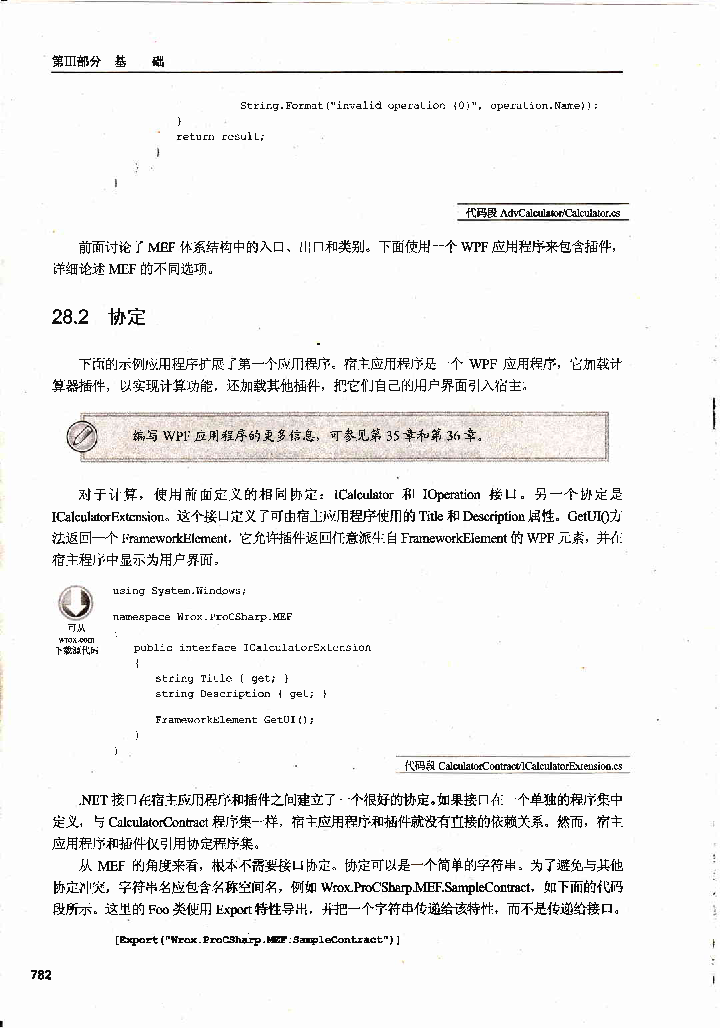 第III部分 基 础
String.Format("invalid operation {0}", operation.Name));
}
return result;
}
}
}
代码段 AdvCalculator/Calculator.cs
前面讨论了 MEF 体系结构中的入口、出口和类别。下面使用一个 WPF 应用程序来包含插件，
详细论述 MEF 的不同选项。
28.2 协定
下面的示例应用程序扩展了第一个应用程序。宿主应用程序是一个 WPF 应用程序，它加载计
算器插件，以实现计算功能，还加载其他插件，把它们自己的用户界面引入宿主。
编写 WPF 应用程序的更多信息，可参见第 35 章和第 36 章。
对于计算，使用前面定义的相同协定：ICalculator 和 IOperation 接口。另一个协定是
ICalculatorExtension。这个接口定义了可由宿主应用程序使用的 Title 和 Description 属性。GetUI()方
法返回一个 FrameworkElement，它允许插件返回任意派生自 FrameworkElement 的 WPF 元素，并在
宿主程序中显示为用户界面。
可从
wrox.com
下载源代码
using System.Windows;
namespace Wrox.ProCSharp.MEF
{
public interface ICalculatorExtension
{
string Title { get; }
string Description { get; }
FrameworkElement GetUI();
}
}
代码段 CalculatorContract/ICalculatorExtension.cs
.NET 接口在宿主应用程序和插件之间建立了一个很好的协定。如果接口在一个单独的程序集中
定义，与 CalculatorContract 程序集一样，宿主应用程序和插件就没有直接的依赖关系。然而，宿主
应用程序和插件仅引用协定程序集。
从 MEF 的角度来看，根本不需要接口协定。协定可以是一个简单的字符串。为了避免与其他
协定冲突，字符串名应包含名称空间名，例如 Wrox.ProCSharp.MEF.SampleContract，如下面的代码
段所示。这里的 Foo 类使用 Export 特性导出，并把一个字符串传递给该特性，而不是传递给接口。
[Export("Wrox.ProCSharp.MEF.SampleContract")]
782